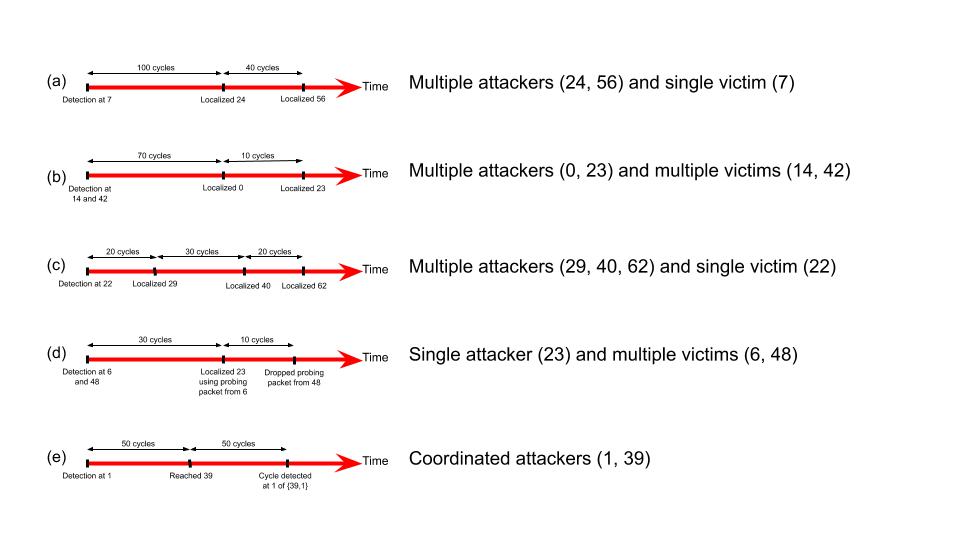 100 cycles 40 cycles
(a) Time Multiple attackers (24, 56) and single victim (7)
Detection at 7 Localized 24 Localized 56
70 cycles 10 cycles
(b) Time Multiple attackers (0, 23) and multiple victims (14, 42)
Detection at Localized 0 Localized 23
14 and 42
20 cycles 30 cycles 20 cycles
(c) Time Multiple attackers (29, 40, 62) and single victim (22)
Detection at 22 Localized 29 Localized 40 Localized 62
30 cycles 10 cycles
(d) Time Single attacker (23) and multiple victims (6, 48)
Detection at 6 Localized 23 Dropped probing
and 48 using probing packet from 48
packet from 6
50 cycles 50 cycles
(e) Time Coordinated attackers (1, 39)
Detection at 1 Reached 39 Cycle detected
at 1 of {39,1}